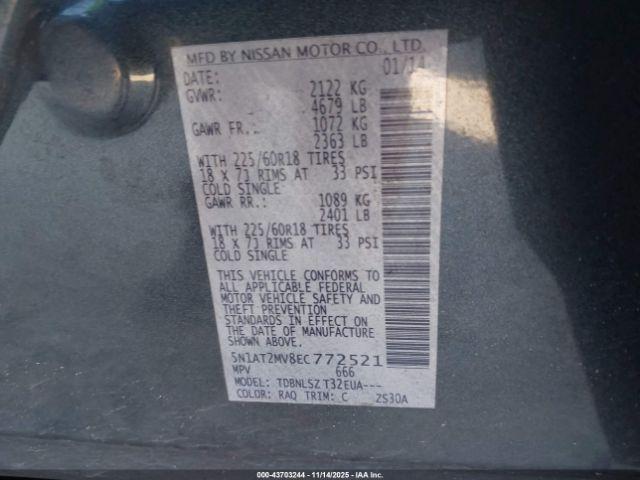 MFD BY NISSAN MOTOR CO., LTD.
DATE: 01/14
GVWR: 2122 KG
4679 LB
GAWR FR.: 1072 KG
2363 LB
WITH 225/60R18 TIRES
18 X 7J RIMS AT 33 PSI
COLD SINGLE
GAWR RR.: 1089 KG
2401 LB
WITH 225/60R18 TIRES
18 X 7J RIMS AT 33 PSI
COLD SINGLE
THIS VEHICLE CONFORMS TO
ALL APPLICABLE FEDERAL
MOTOR VEHICLE SAFETY AND
THEFT PREVENTION
STANDARDS IN EFFECT ON
THE DATE OF MANUFACTURE
SHOWN ABOVE.
5N1AT2MV8EC772521
MPV 666
MODEL: TDBNLSZ T32EUA---
COLOR: RAQ TRIM: C 2S30A
00-43703244 - 11/14/2025 - IAA Inc.